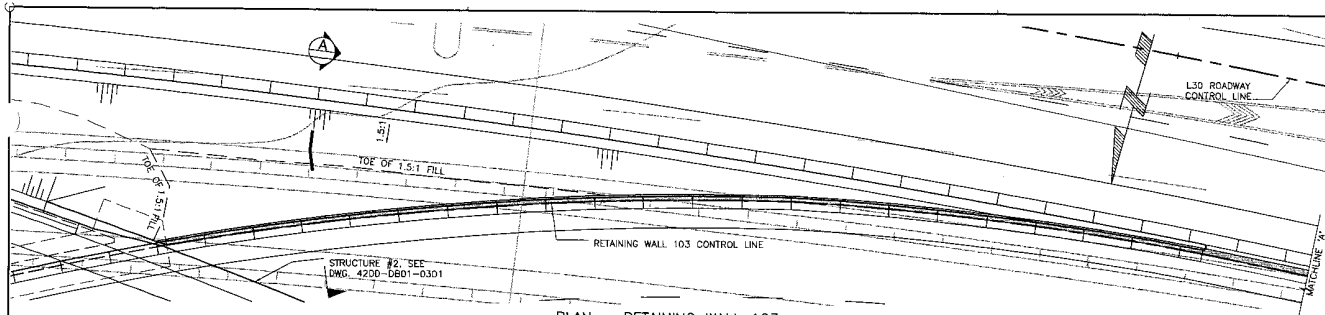 A
L30 ROADWAY
CONTROL LINE
1.5:1
TOE OF 1.5:1 FILL
TOE OF 1.5:1 FILL
RETAINING WALL 103 CONTROL LINE
STRUCTURE #2, SEE
DWG. 42DD-DB01-0301
MATCHLINE "A"
PLAN - RETAINING WALL 103